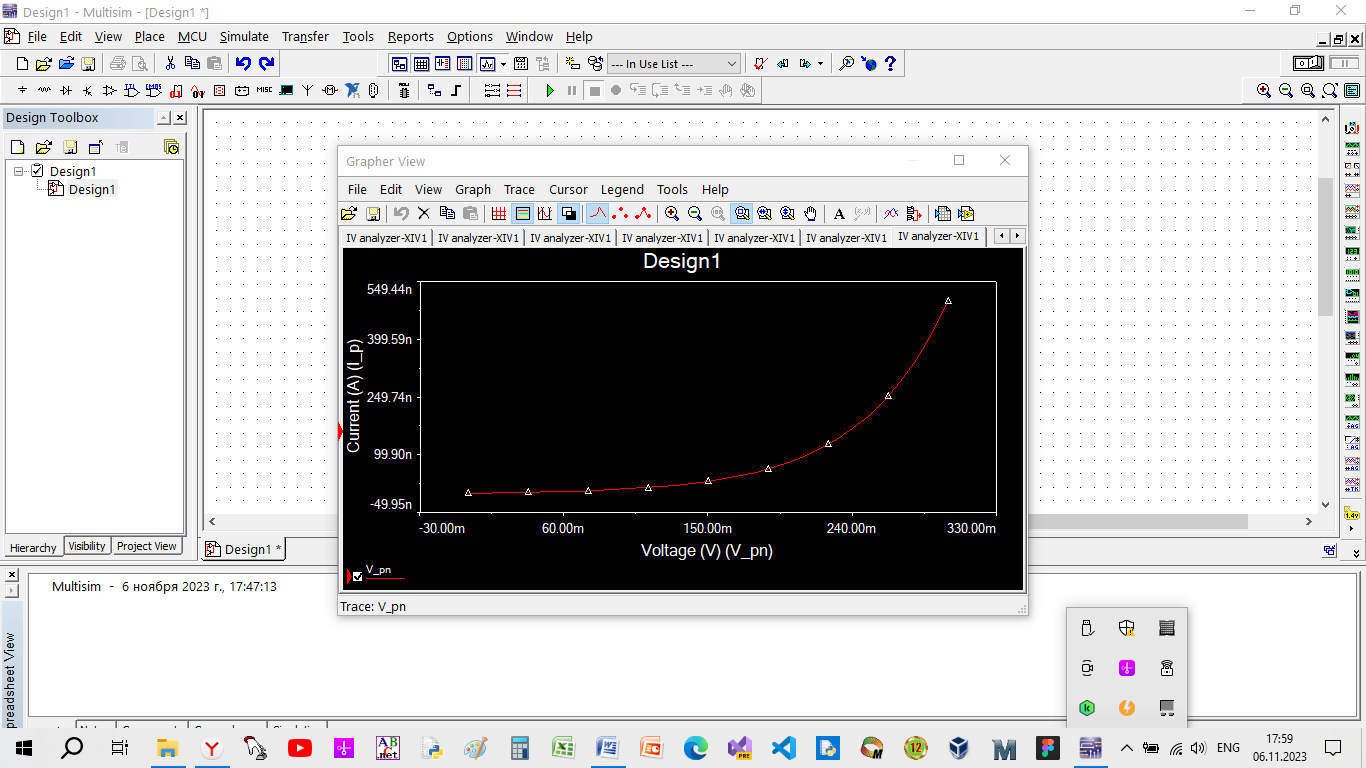 Design1 - Multisim - [Design1 *]
File Edit View Place MCU Simulate Transfer Tools Reports Options Window Help
--- In Use List ---
MISC
Design Toolbox
Design1
Design1
Grapher View
File Edit View Graph Trace Cursor Legend Tools Help
A
IV analyzer-XIV1 IV analyzer-XIV1 IV analyzer-XIV1 IV analyzer-XIV1 IV analyzer-XIV1 IV analyzer-XIV1 IV analyzer-XIV1
Design1
549.44n
399.59n
249.74n
99.90n
-49.95n
Current (A) (I_p)
-30.00m 60.00m 150.00m 240.00m 330.00m
Voltage (V) (V_pn)
V_pn
Trace: V_pn
Hierarchy Visibility Project View
Design1 *
Multisim - 6 ноября 2023 г., 17:47:13
ENG
17:59
06.11.2023